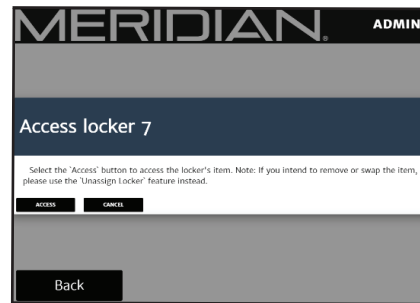 MERIDIAN® ADMIN
Access locker 7
Select the `Access` button to access the locker's item. Note: If you intend to remove or swap the item,
please use the `Unassign Locker` feature instead.
ACCESS CANCEL
Back